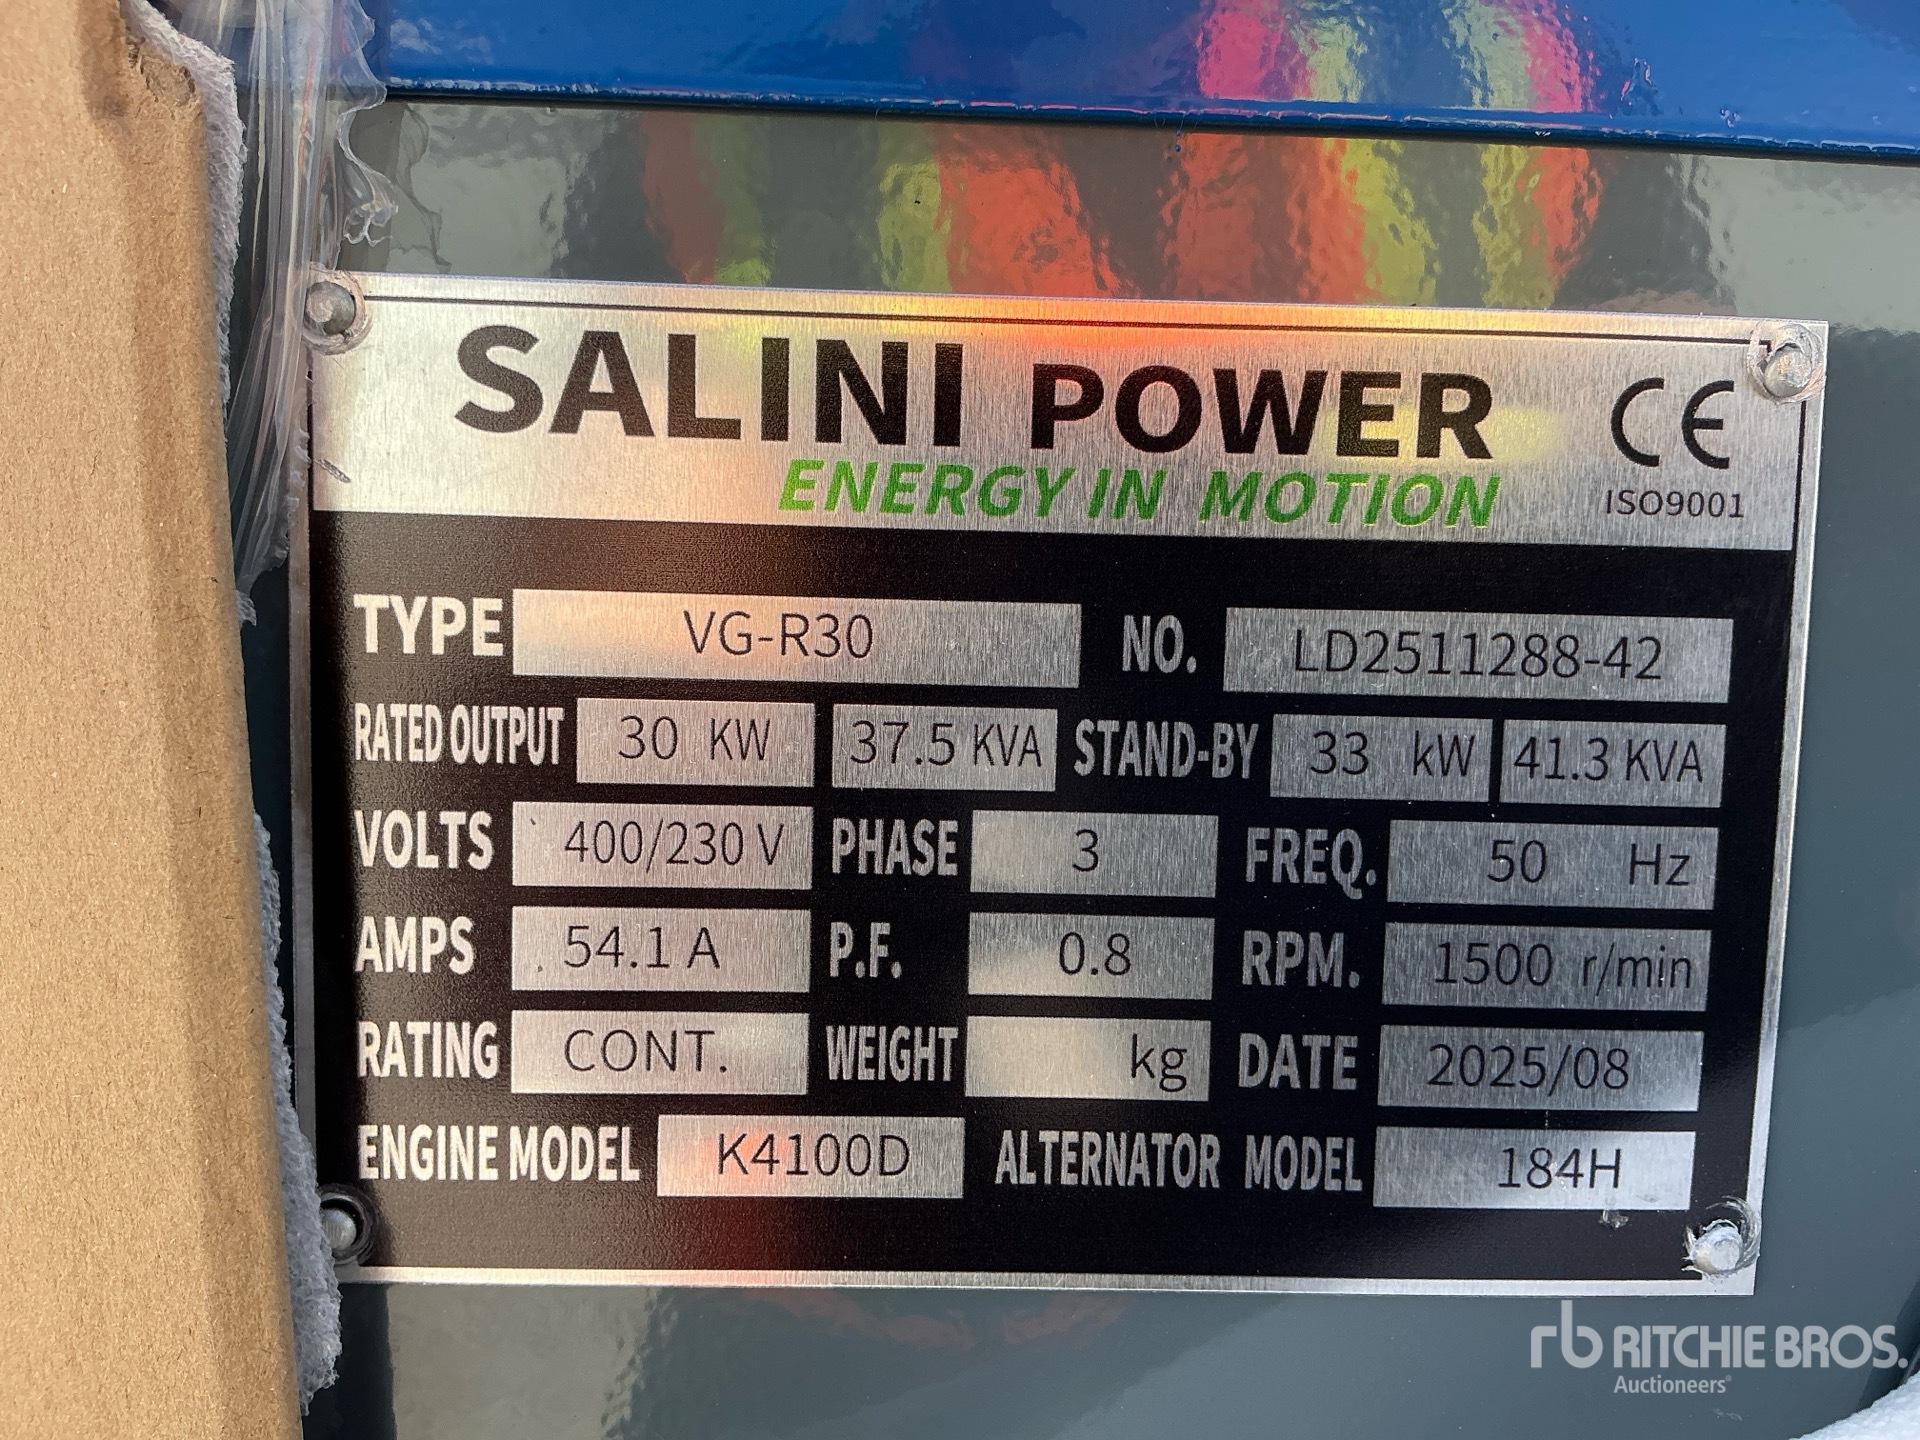 SALINI POWER
ENERGY IN MOTION
CE
ISO9001
TYPE VG-R30 NO. LD2511288-42
RATED OUTPUT 30 KW 37.5 KVA STAND-BY 33 kW 41.3 KVA
VOLTS 400/230 V PHASE 3 FREQ. 50 Hz
AMPS 54.1 A P.F. 0.8 RPM. 1500 r/min
RATING CONT. WEIGHT kg DATE 2025/08
ENGINE MODEL K4100D ALTERNATOR MODEL 184H
rb RITCHIE BROS.
Auctioneers